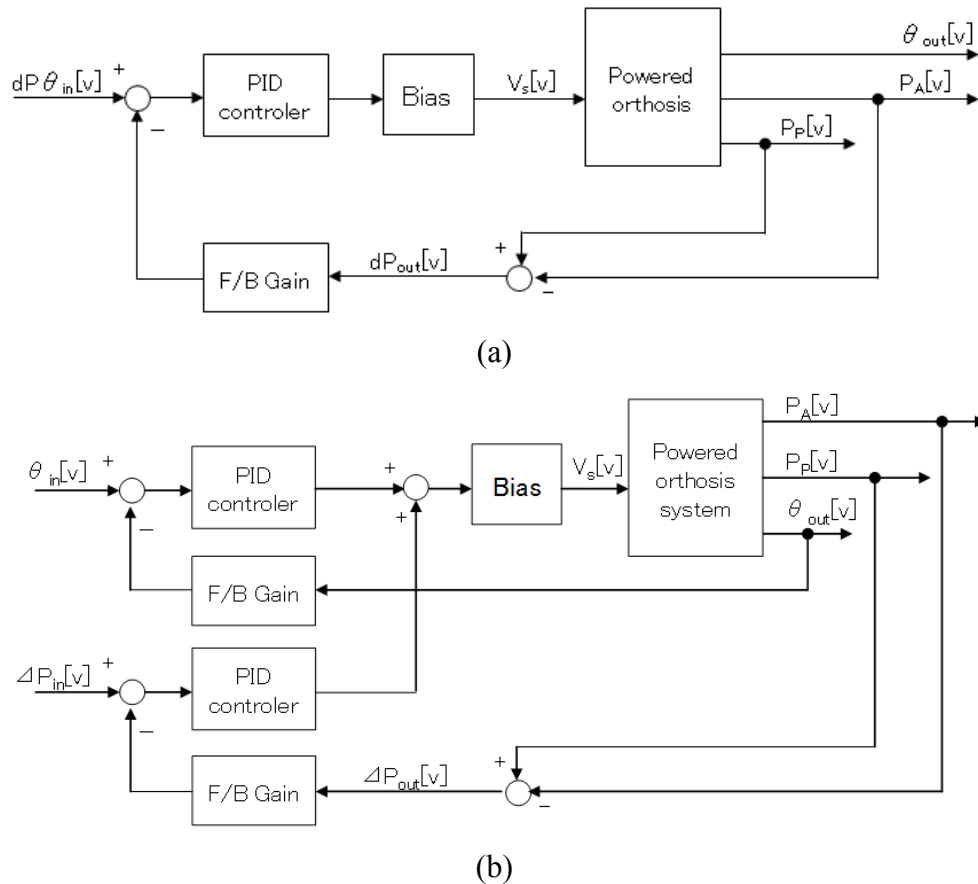 dPθin[v]
+
−
PID
controler
Bias
Vs[v]
Powered
orthosis
θout[v]
PA[v]
PP[v]
F/B Gain
dPout[v]
+
−
(a)
θin[v]
+
−
PID
controler
F/B Gain
+
+
Bias
Vs[v]
Powered
orthosis
system
PA[v]
PP[v]
θout[v]
⊿Pin[v]
+
−
PID
controler
F/B Gain
⊿Pout[v]
+
−
(b)